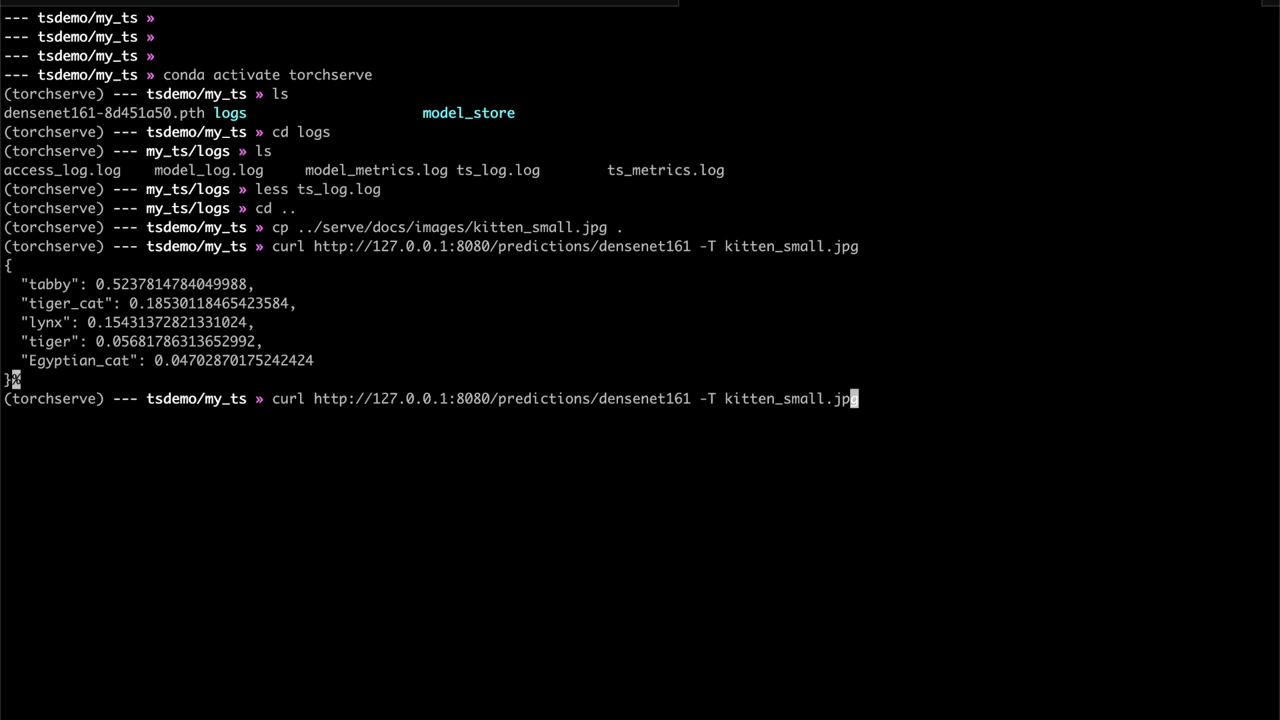 --- tsdemo/my_ts »
--- tsdemo/my_ts »
--- tsdemo/my_ts »
--- tsdemo/my_ts » conda activate torchserve
(torchserve) --- tsdemo/my_ts » ls
densenet161-8d451a50.pth logs model_store
(torchserve) --- tsdemo/my_ts » cd logs
(torchserve) --- my_ts/logs » ls
access_log.log model_log.log model_metrics.log ts_log.log ts_metrics.log
(torchserve) --- my_ts/logs » less ts_log.log
(torchserve) --- my_ts/logs » cd ..
(torchserve) --- tsdemo/my_ts » cp ../serve/docs/images/kitten_small.jpg .
(torchserve) --- tsdemo/my_ts » curl http://127.0.0.1:8080/predictions/densenet161 -T kitten_small.jpg
{
"tabby": 0.5237814784049988,
"tiger_cat": 0.18530118465423584,
"lynx": 0.15431372821331024,
"tiger": 0.05681786313652992,
"Egyptian_cat": 0.04702870175242424
}%
(torchserve) --- tsdemo/my_ts » curl http://127.0.0.1:8080/predictions/densenet161 -T kitten_small.jpg